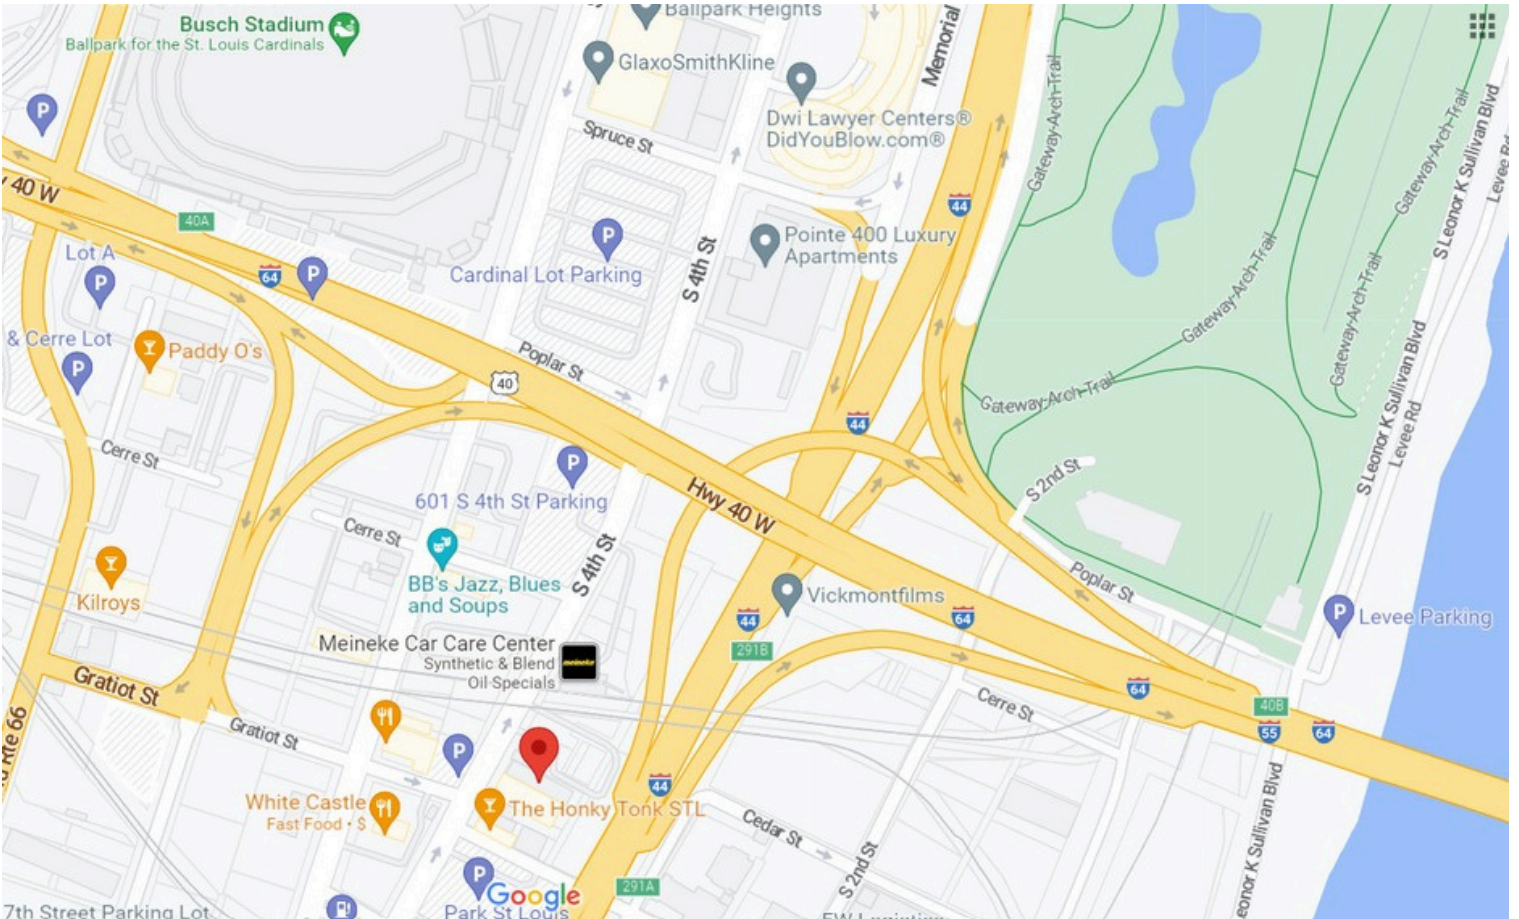 Busch Stadium
Ballpark for the St. Louis Cardinals
Ballpark Heights
GlaxoSmithKline
Memorial
Dwi Lawyer Centers®
DidYouBlow.com®
Gateway-Arch-Trail
Gateway-Arch-Trail
S Leonor K Sullivan Blvd
P
Spruce St
40 W
40A
44
Lot A
64
P
P
Cardinal Lot Parking
P
S 4th St
Pointe 400 Luxury
Apartments
Gateway-Arch-Trail
Gateway-Arch-Trail
& Cerre Lot
P
Paddy O's
Poplar St
40
Gateway-Arch-Trail
S Leonor K Sullivan Blvd
Levee Rd
44
Cerre St
P
601 S 4th St Parking
Hwy 40 W
S 2nd St
Cerre St
S 4th St
BB's Jazz, Blues
and Soups
Kilroys
Vickmontfilms
Poplar St
44
64
P
Levee Parking
Meineke Car Care Center
Synthetic & Blend
Oil Specials
meineke
291B
Gratiot St
64
Cerre St
40B
55
64
Gratiot St
Rte 66
P
44
White Castle
Fast Food • $
The Honky Tonk STL
Cedar St
S 2nd St
Sullivan Blvd
P
Google
291A
7th Street Parking Lot
Park St Louis